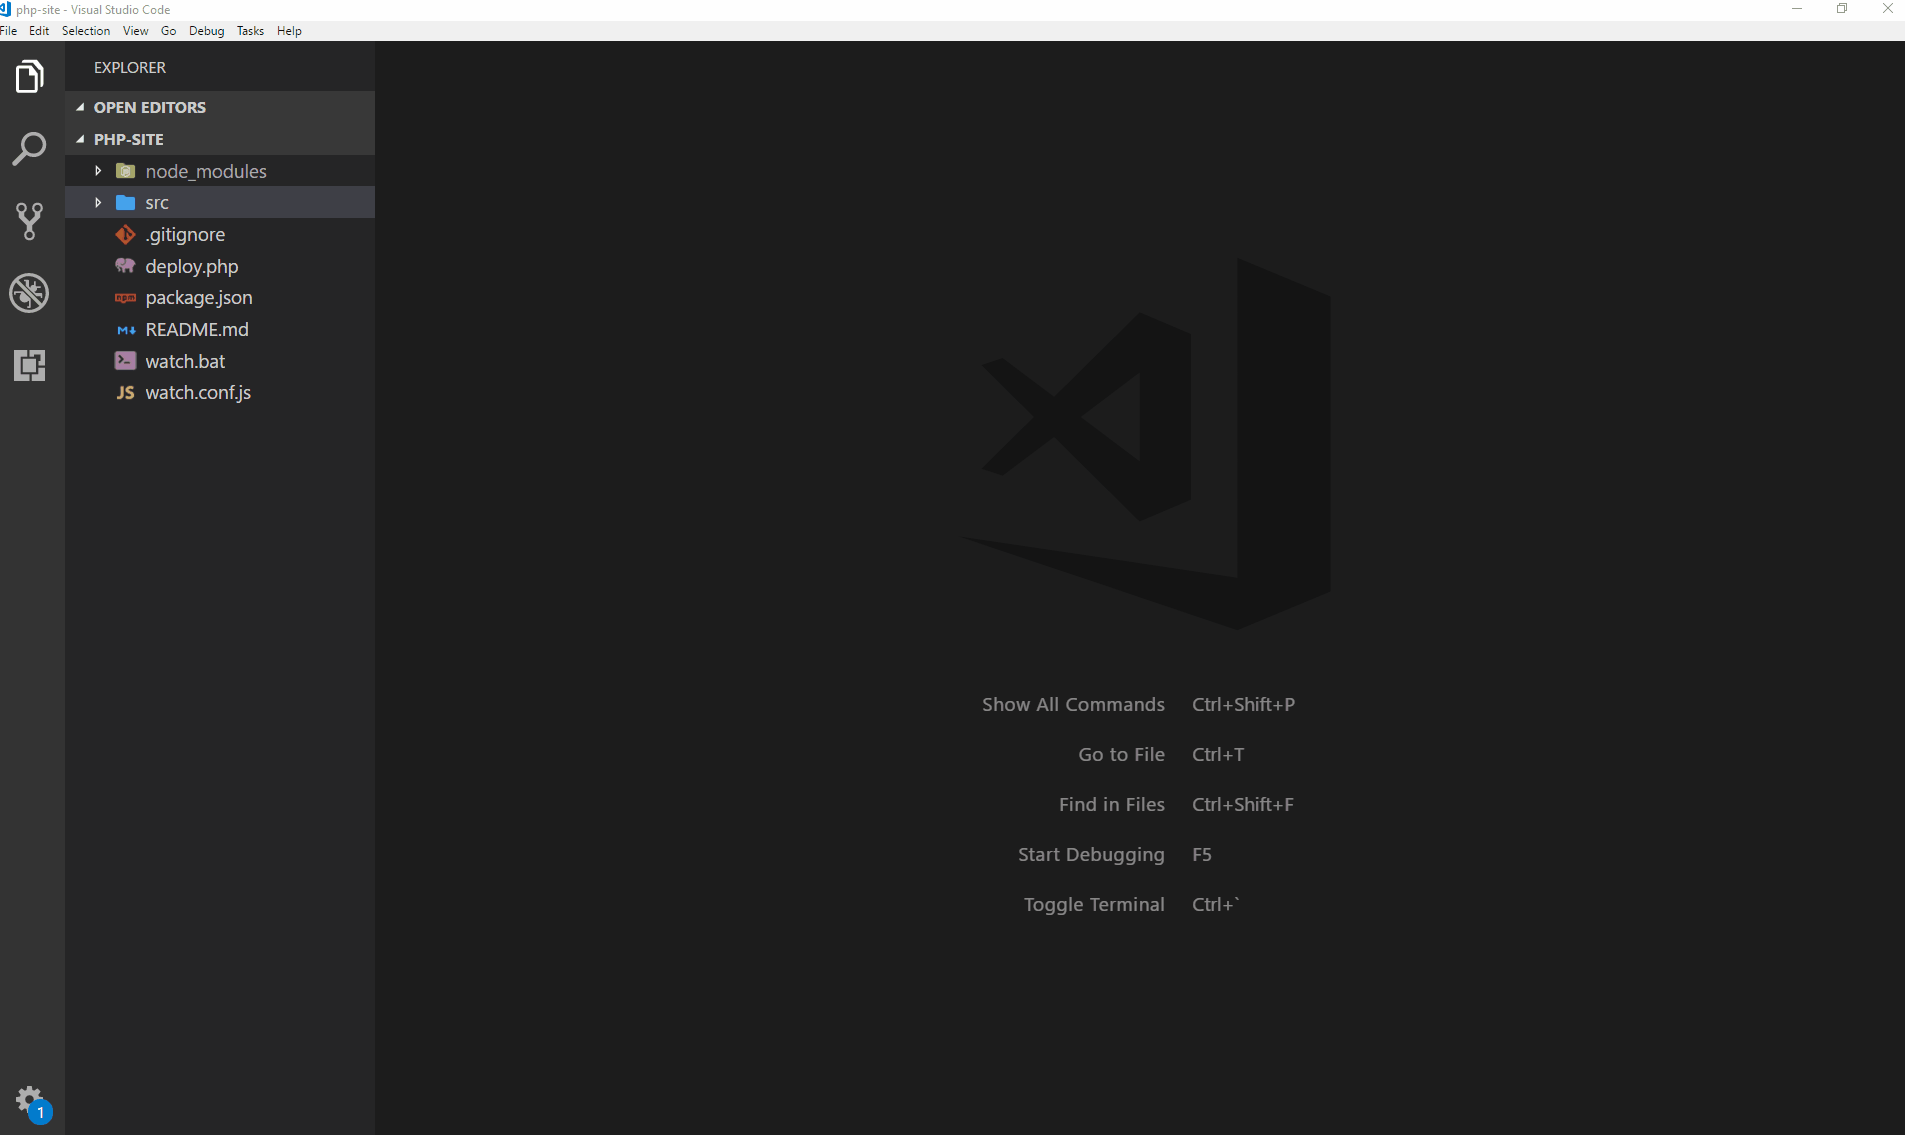 php-site - Visual Studio Code
File Edit Selection View Go Debug Tasks Help
EXPLORER
OPEN EDITORS
PHP-SITE
node_modules
src
.gitignore
deploy.php
npm package.json
M README.md
watch.bat
JS watch.conf.js
Show All Commands Ctrl+Shift+P
Go to File Ctrl+T
Find in Files Ctrl+Shift+F
Start Debugging F5
Toggle Terminal Ctrl+`
1